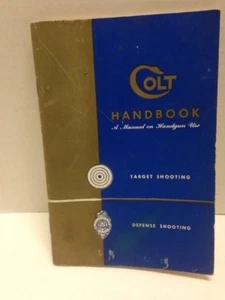 COLT
HANDBOOK
A Manual on Handgun Use
TARGET SHOOTING
DEFENSE SHOOTING